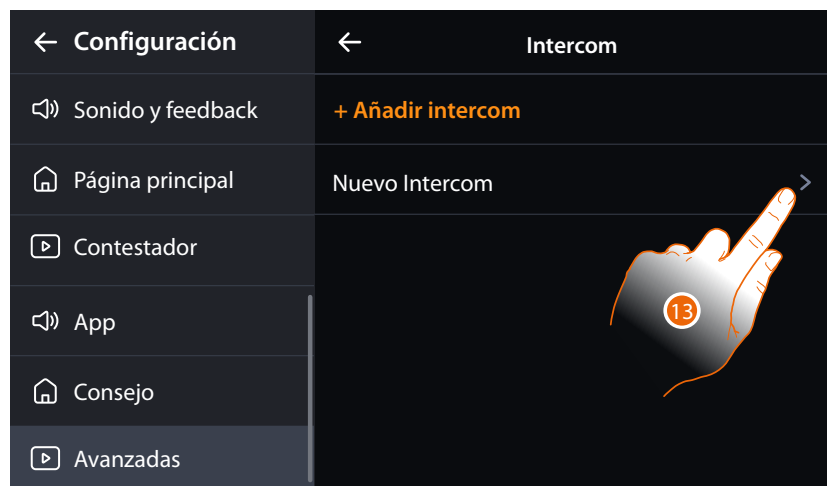 Configuración
Sonido y feedback
Página principal
Contestador
App
Consejo
Avanzadas
Intercom
+ Añadir intercom
Nuevo Intercom
13